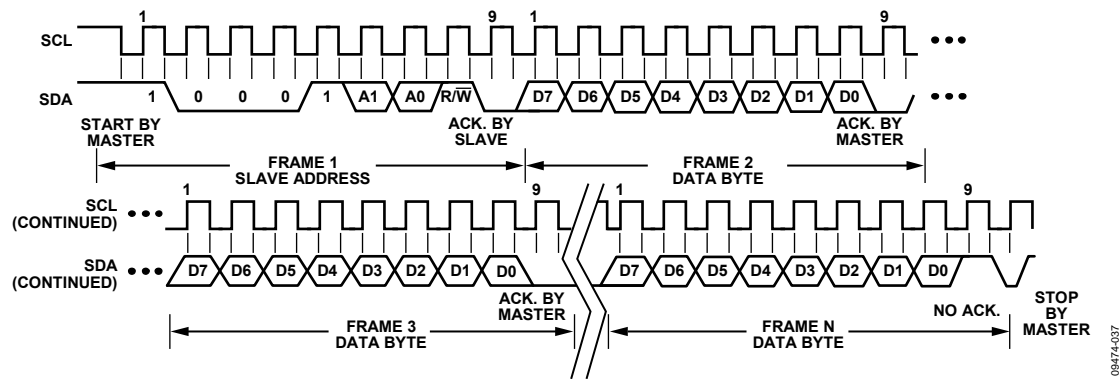 1 9 1 9
SCL
SDA 1 0 0 0 1 A1 A0 R/W̅ D7 D6 D5 D4 D3 D2 D1 D0
START BY MASTER
ACK. BY SLAVE
ACK. BY MASTER
FRAME 1
SLAVE ADDRESS
FRAME 2
DATA BYTE
1 9 1 9
SCL
(CONTINUED)
SDA
(CONTINUED)
D7 D6 D5 D4 D3 D2 D1 D0 D7 D6 D5 D4 D3 D2 D1 D0
ACK. BY
MASTER
NO ACK.
STOP
BY
MASTER
FRAME 3
DATA BYTE
FRAME N
DATA BYTE
09474-037